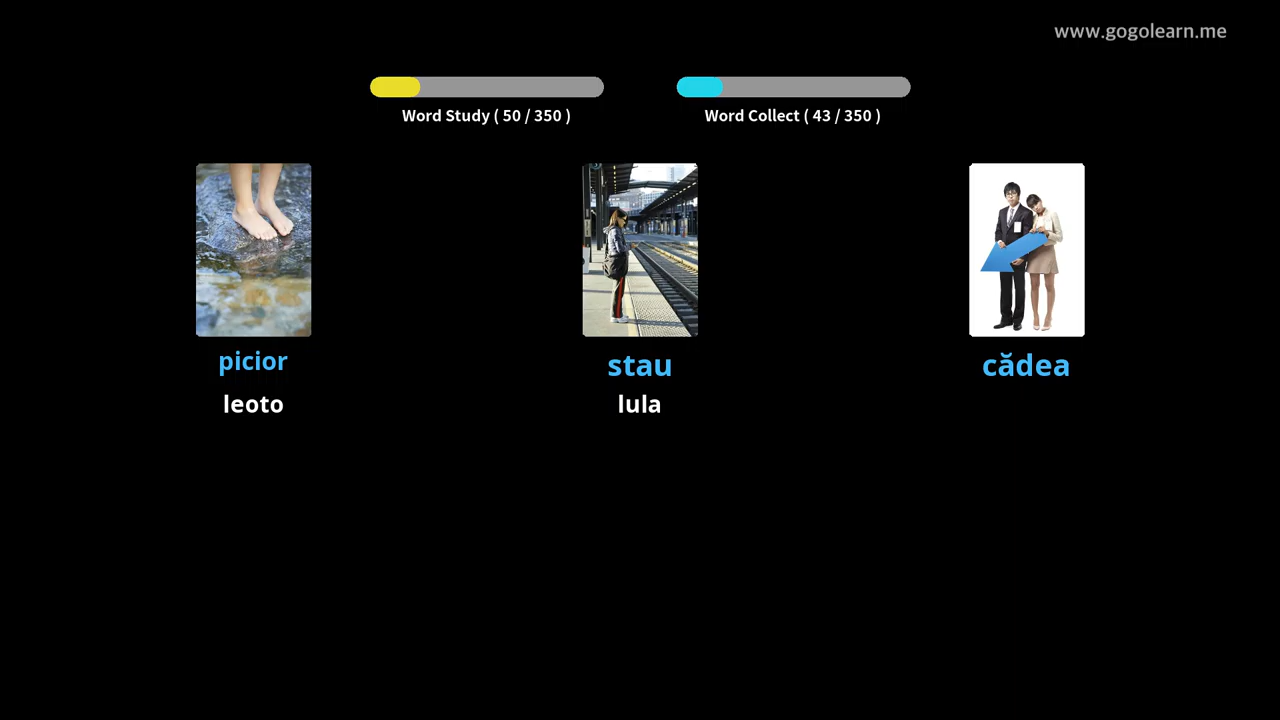 www.gogolearn.me
Word Study ( 50 / 350 )
Word Collect ( 43 / 350 )
picior
stau
cădea
leoto
lula